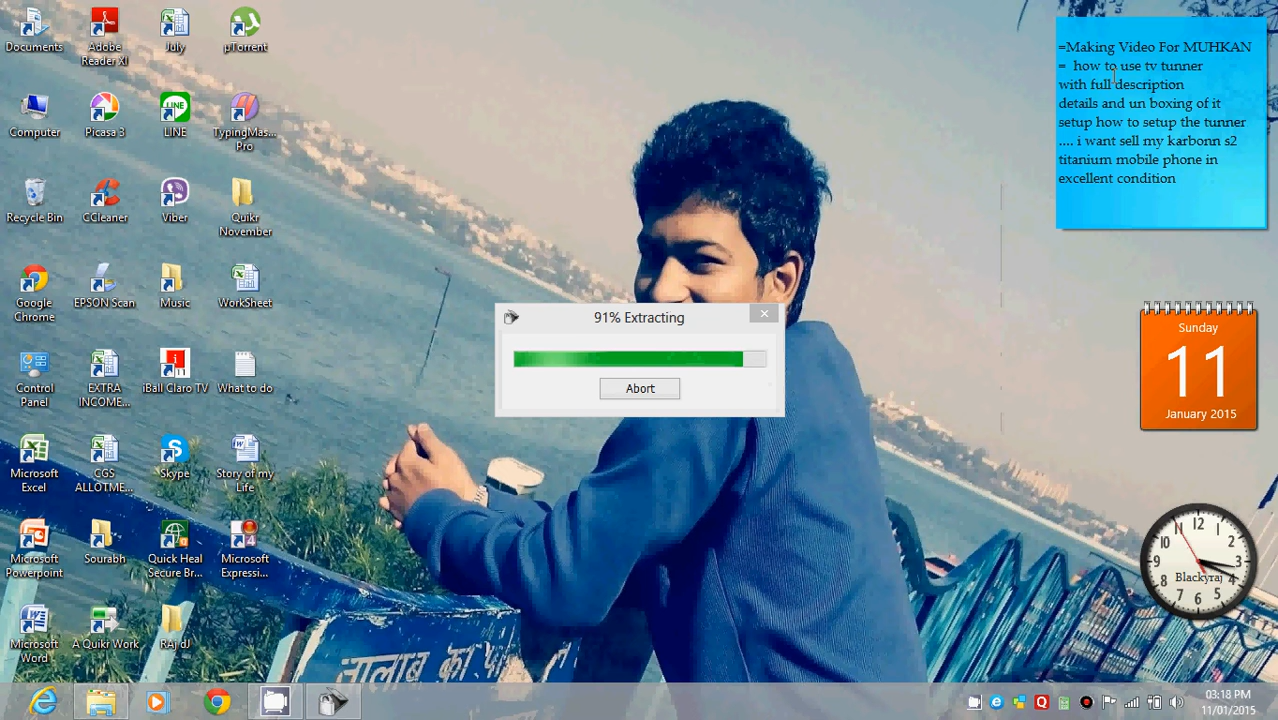 Documents
Adobe
Reader XI
July
µTorrent
Computer
Picasa 3
LINE
TypingMas...
Pro
Recycle Bin
CCleaner
Viber
Quikr
November
Google
Chrome
EPSON Scan
Music
WorkSheet
Control
Panel
EXTRA
INCOME...
iBall Claro TV
What to do
Microsoft
Excel
CGS
ALLOTME...
Skype
Story of my
Life
Microsoft
Powerpoint
Sourabh
Quick Heal
Secure Br...
Microsoft
Expressi...
Microsoft
Word
A Quikr Work
RAj dJ
91% Extracting
Abort
=Making Video For MUHKAN
= how to use tv tunner
with full description
details and un boxing of it
setup how to setup the tunner
.... i want sell my karbonn s2
titanium mobile phone in
excellent condition
Sunday
11
January 2015
12
1
2
3
4
5
6
7
8
9
10
Blackyraj
तालाब का
03:18 PM
11/01/2015